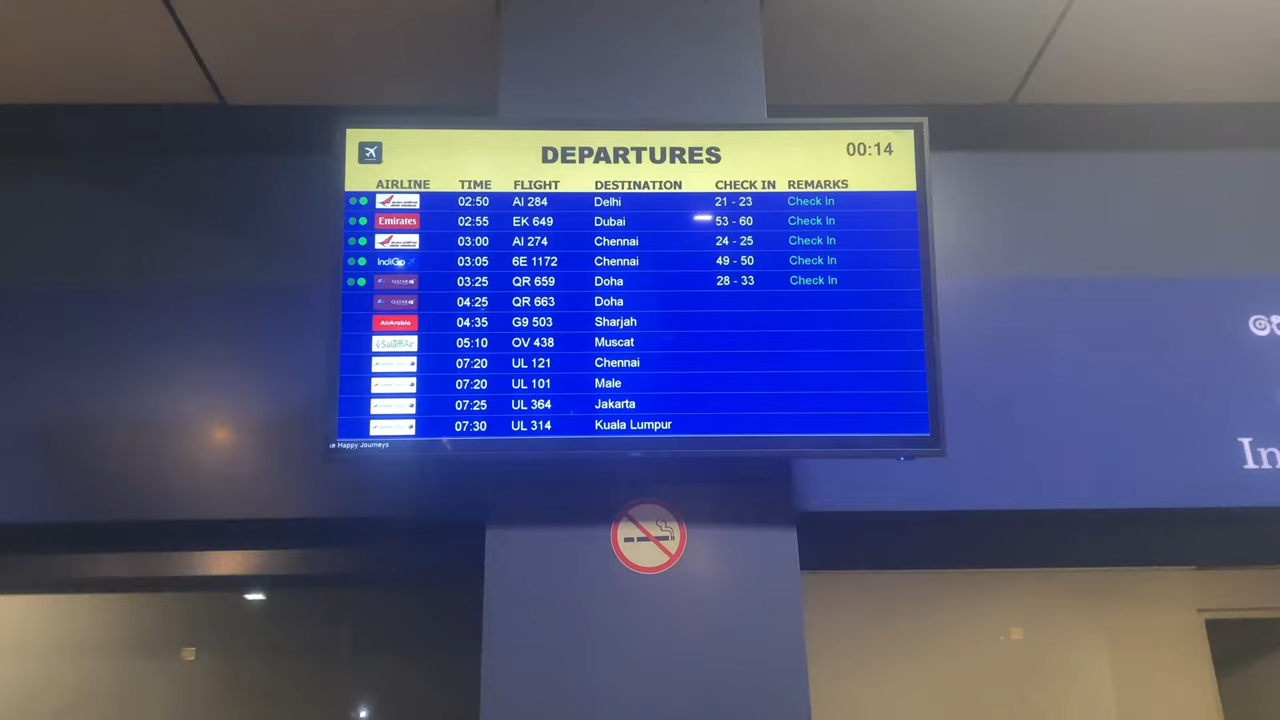 DEPARTURES 00:14
AIRLINE TIME FLIGHT DESTINATION CHECK IN REMARKS
02:50 AI 284 Delhi 21 - 23 Check In
Emirates 02:55 EK 649 Dubai 53 - 60 Check In
03:00 AI 274 Chennai 24 - 25 Check In
IndiGo 03:05 6E 1172 Chennai 49 - 50 Check In
QATAR 03:25 QR 659 Doha 28 - 33 Check In
QATAR 04:25 QR 663 Doha
AirArabia 04:35 G9 503 Sharjah
SalamAir 05:10 OV 438 Muscat
07:20 UL 121 Chennai
07:20 UL 101 Male
07:25 UL 364 Jakarta
07:30 UL 314 Kuala Lumpur
Happy Journeys
In